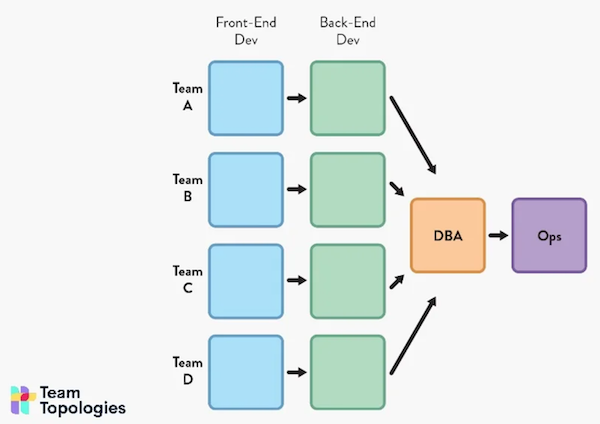 Front-End
Dev
Back-End
Dev
Team
A
Team
B
Team
C
Team
D
DBA
Ops
Team
Topologies